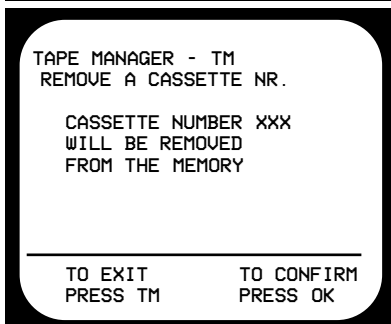 TAPE MANAGER - TM
REMOVE A CASSETTE NR.
CASSETTE NUMBER XXX
WILL BE REMOVED
FROM THE MEMORY
TO EXIT TO CONFIRM
PRESS TM PRESS OK